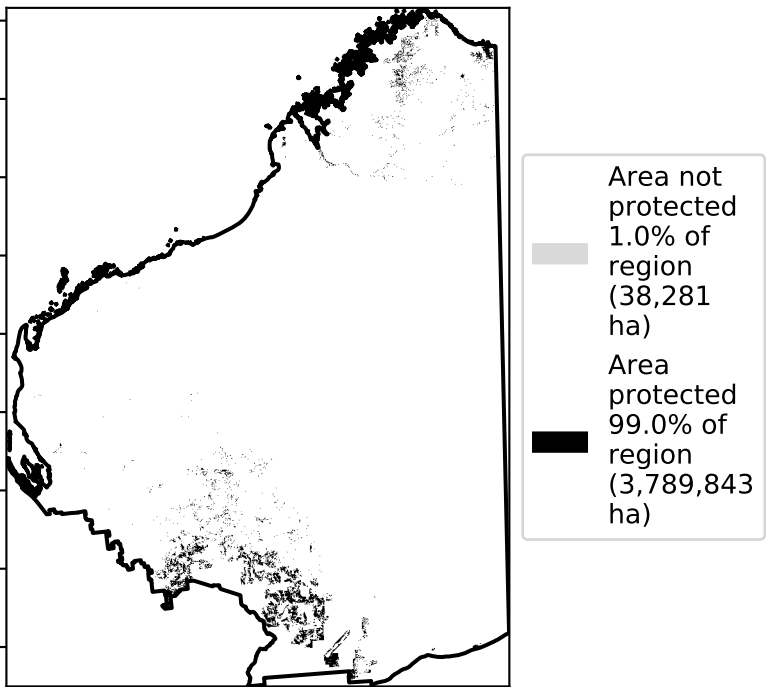 Area not
protected
1.0% of
region
(38,281
ha)
Area
protected
99.0% of
region
(3,789,843
ha)